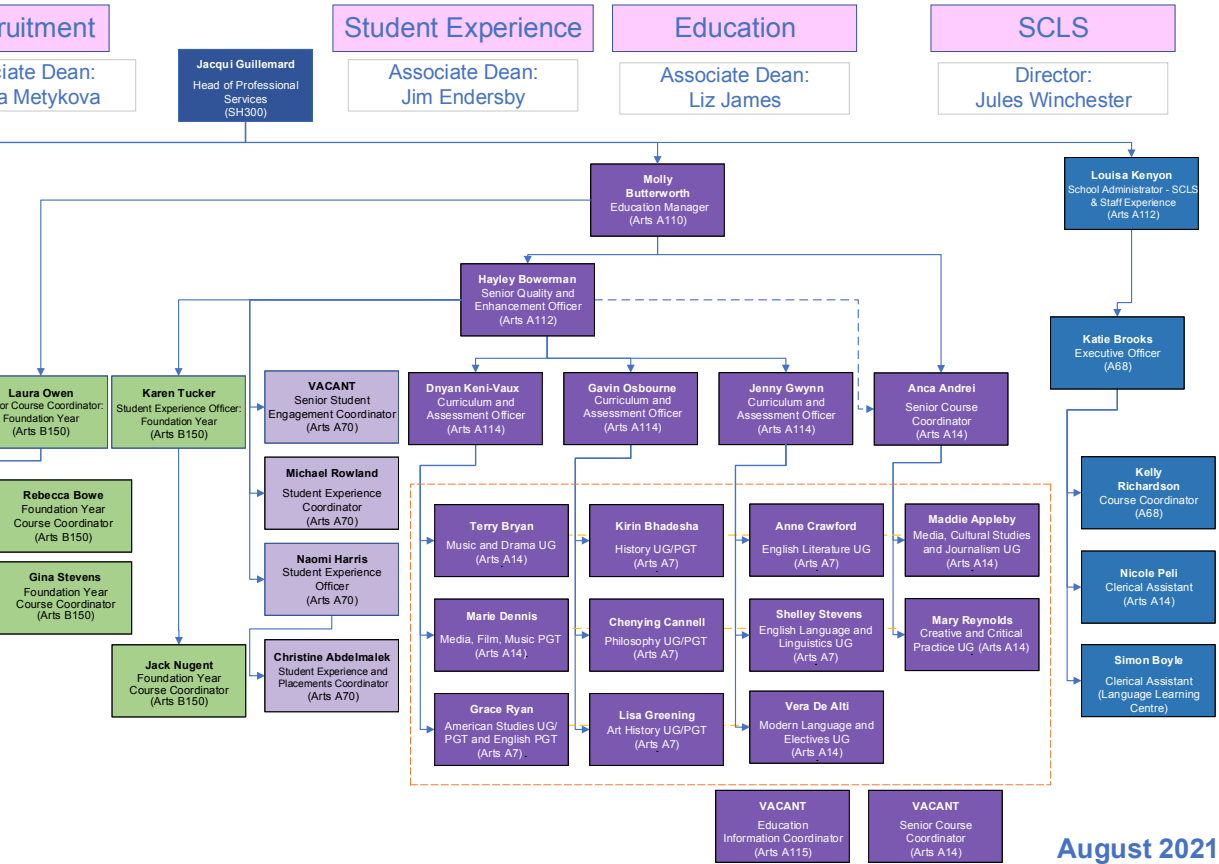 Student Experience
Education
SCLS
Jacqui Guillemard
Head of Professional
Services
(SH300)
Metykova
Associate Dean:
Jim Endersby
Associate Dean:
Liz James
Director:
Jules Winchester
Molly
Butterworth
Education Manager
(Arts A110)
Louisa Kenyon
School Administrator - SCLS
& Staff Experience
(Arts A112)
Hayley Bowerman
Senior Quality and
Enhancement Officer
(Arts A112)
Katie Brooks
Executive Officer
(A68)
Laura Owen
Course Coordinator:
Foundation Year
(Arts B150)
Karen Tucker
Student Experience Officer:
Foundation Year
(Arts B150)
VACANT
Senior Student
Engagement Coordinator
(Arts A70)
Dnyan Keni-Vaux
Curriculum and
Assessment Officer
(Arts A114)
Gavin Osbourne
Curriculum and
Assessment Officer
(Arts A114)
Jenny Gwynn
Curriculum and
Assessment Officer
(Arts A114)
Anca Andrei
Senior Course
Coordinator
(Arts A14)
Rebecca Bowe
Foundation Year
Course Coordinator
(Arts B150)
Michael Rowland
Student Experience
Coordinator
(Arts A70)
Kelly
Richardson
Course Coordinator
(A68)
Terry Bryan
Music and Drama UG
(Arts A14)
Kirin Bhadesha
History UG/PGT
(Arts A7)
Anne Crawford
English Literature UG
(Arts A7)
Maddie Appleby
Media, Cultural Studies
and Journalism UG
(Arts A14)
Gina Stevens
Foundation Year
Course Coordinator
(Arts B150)
Naomi Harris
Student Experience
Officer
(Arts A70)
Nicole Peli
Clerical Assistant
(Arts A14)
Marie Dennis
Media, Film, Music PGT
(Arts A14)
Chenying Cannell
Philosophy UG/PGT
(Arts A7)
Shelley Stevens
English Language and
Linguistics UG
(Arts A7)
Mary Reynolds
Creative and Critical
Practice UG (Arts A14)
Jack Nugent
Foundation Year
Course Coordinator
(Arts B150)
Christine Abdelmalek
Student Experience and
Placements Coordinator
(Arts A70)
Simon Boyle
Clerical Assistant
(Language Learning
Centre)
Grace Ryan
American Studies UG/
PGT and English PGT
(Arts A7)
Lisa Greening
Art History UG/PGT
(Arts A7)
Vera De Alti
Modern Language and
Electives UG
(Arts A14)
VACANT
Education
Information Coordinator
(Arts A115)
VACANT
Senior Course
Coordinator
(Arts A14)
August 2021